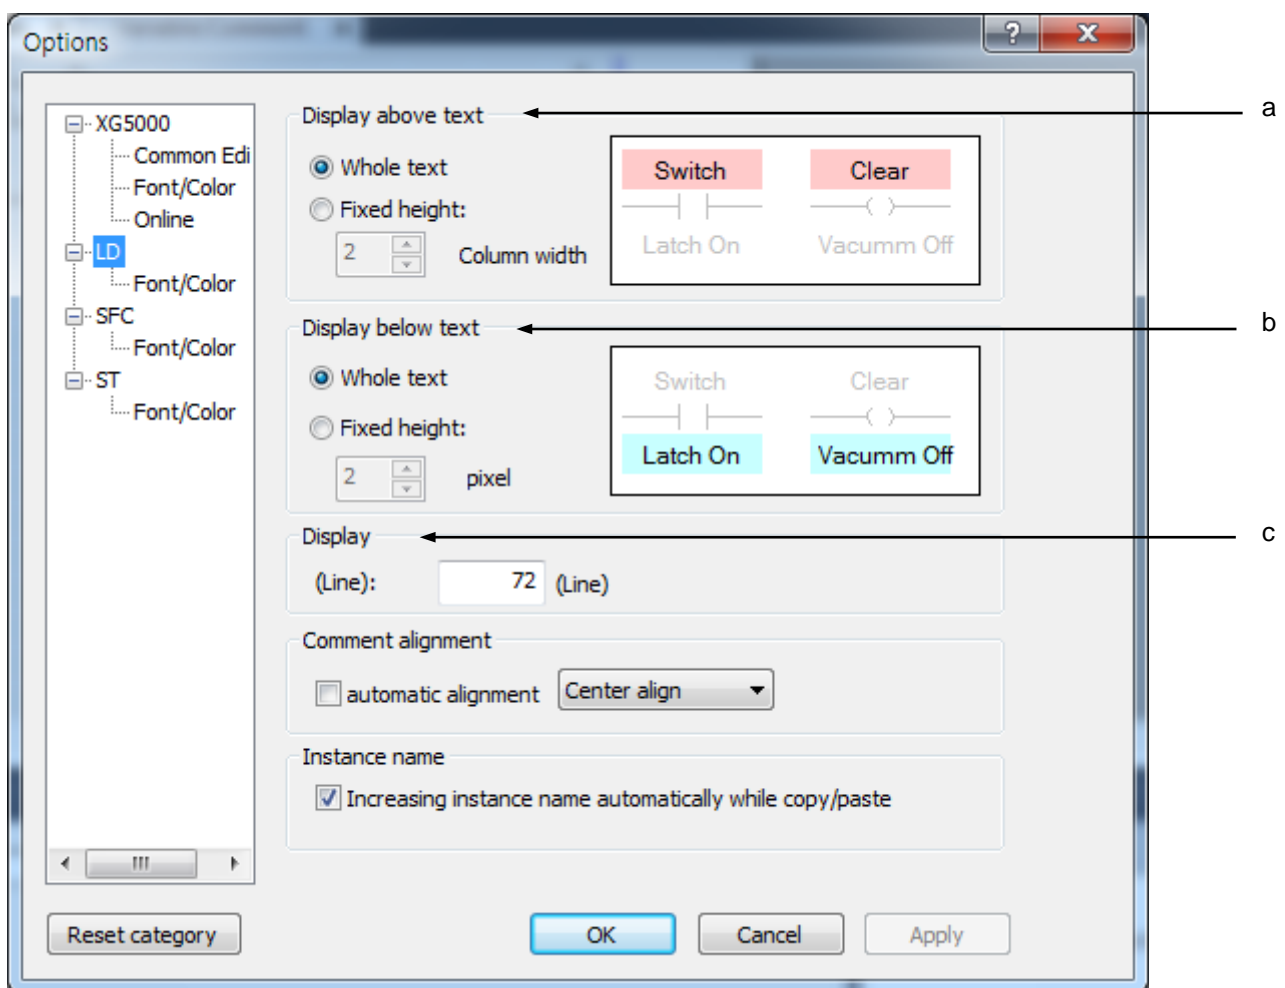 Options
?
X
XG5000
Common Edi
Font/Color
Online
LD
Font/Color
SFC
Font/Color
ST
Font/Color
Display above text
a
Whole text
Fixed height:
2
Column width
Switch
Clear
Latch On
Vacumm Off
Display below text
b
Whole text
Fixed height:
2
pixel
Switch
Clear
Latch On
Vacumm Off
Display
c
(Line):
72
(Line)
Comment alignment
automatic alignment
Center align
Instance name
Increasing instance name automatically while copy/paste
Reset category
OK
Cancel
Apply